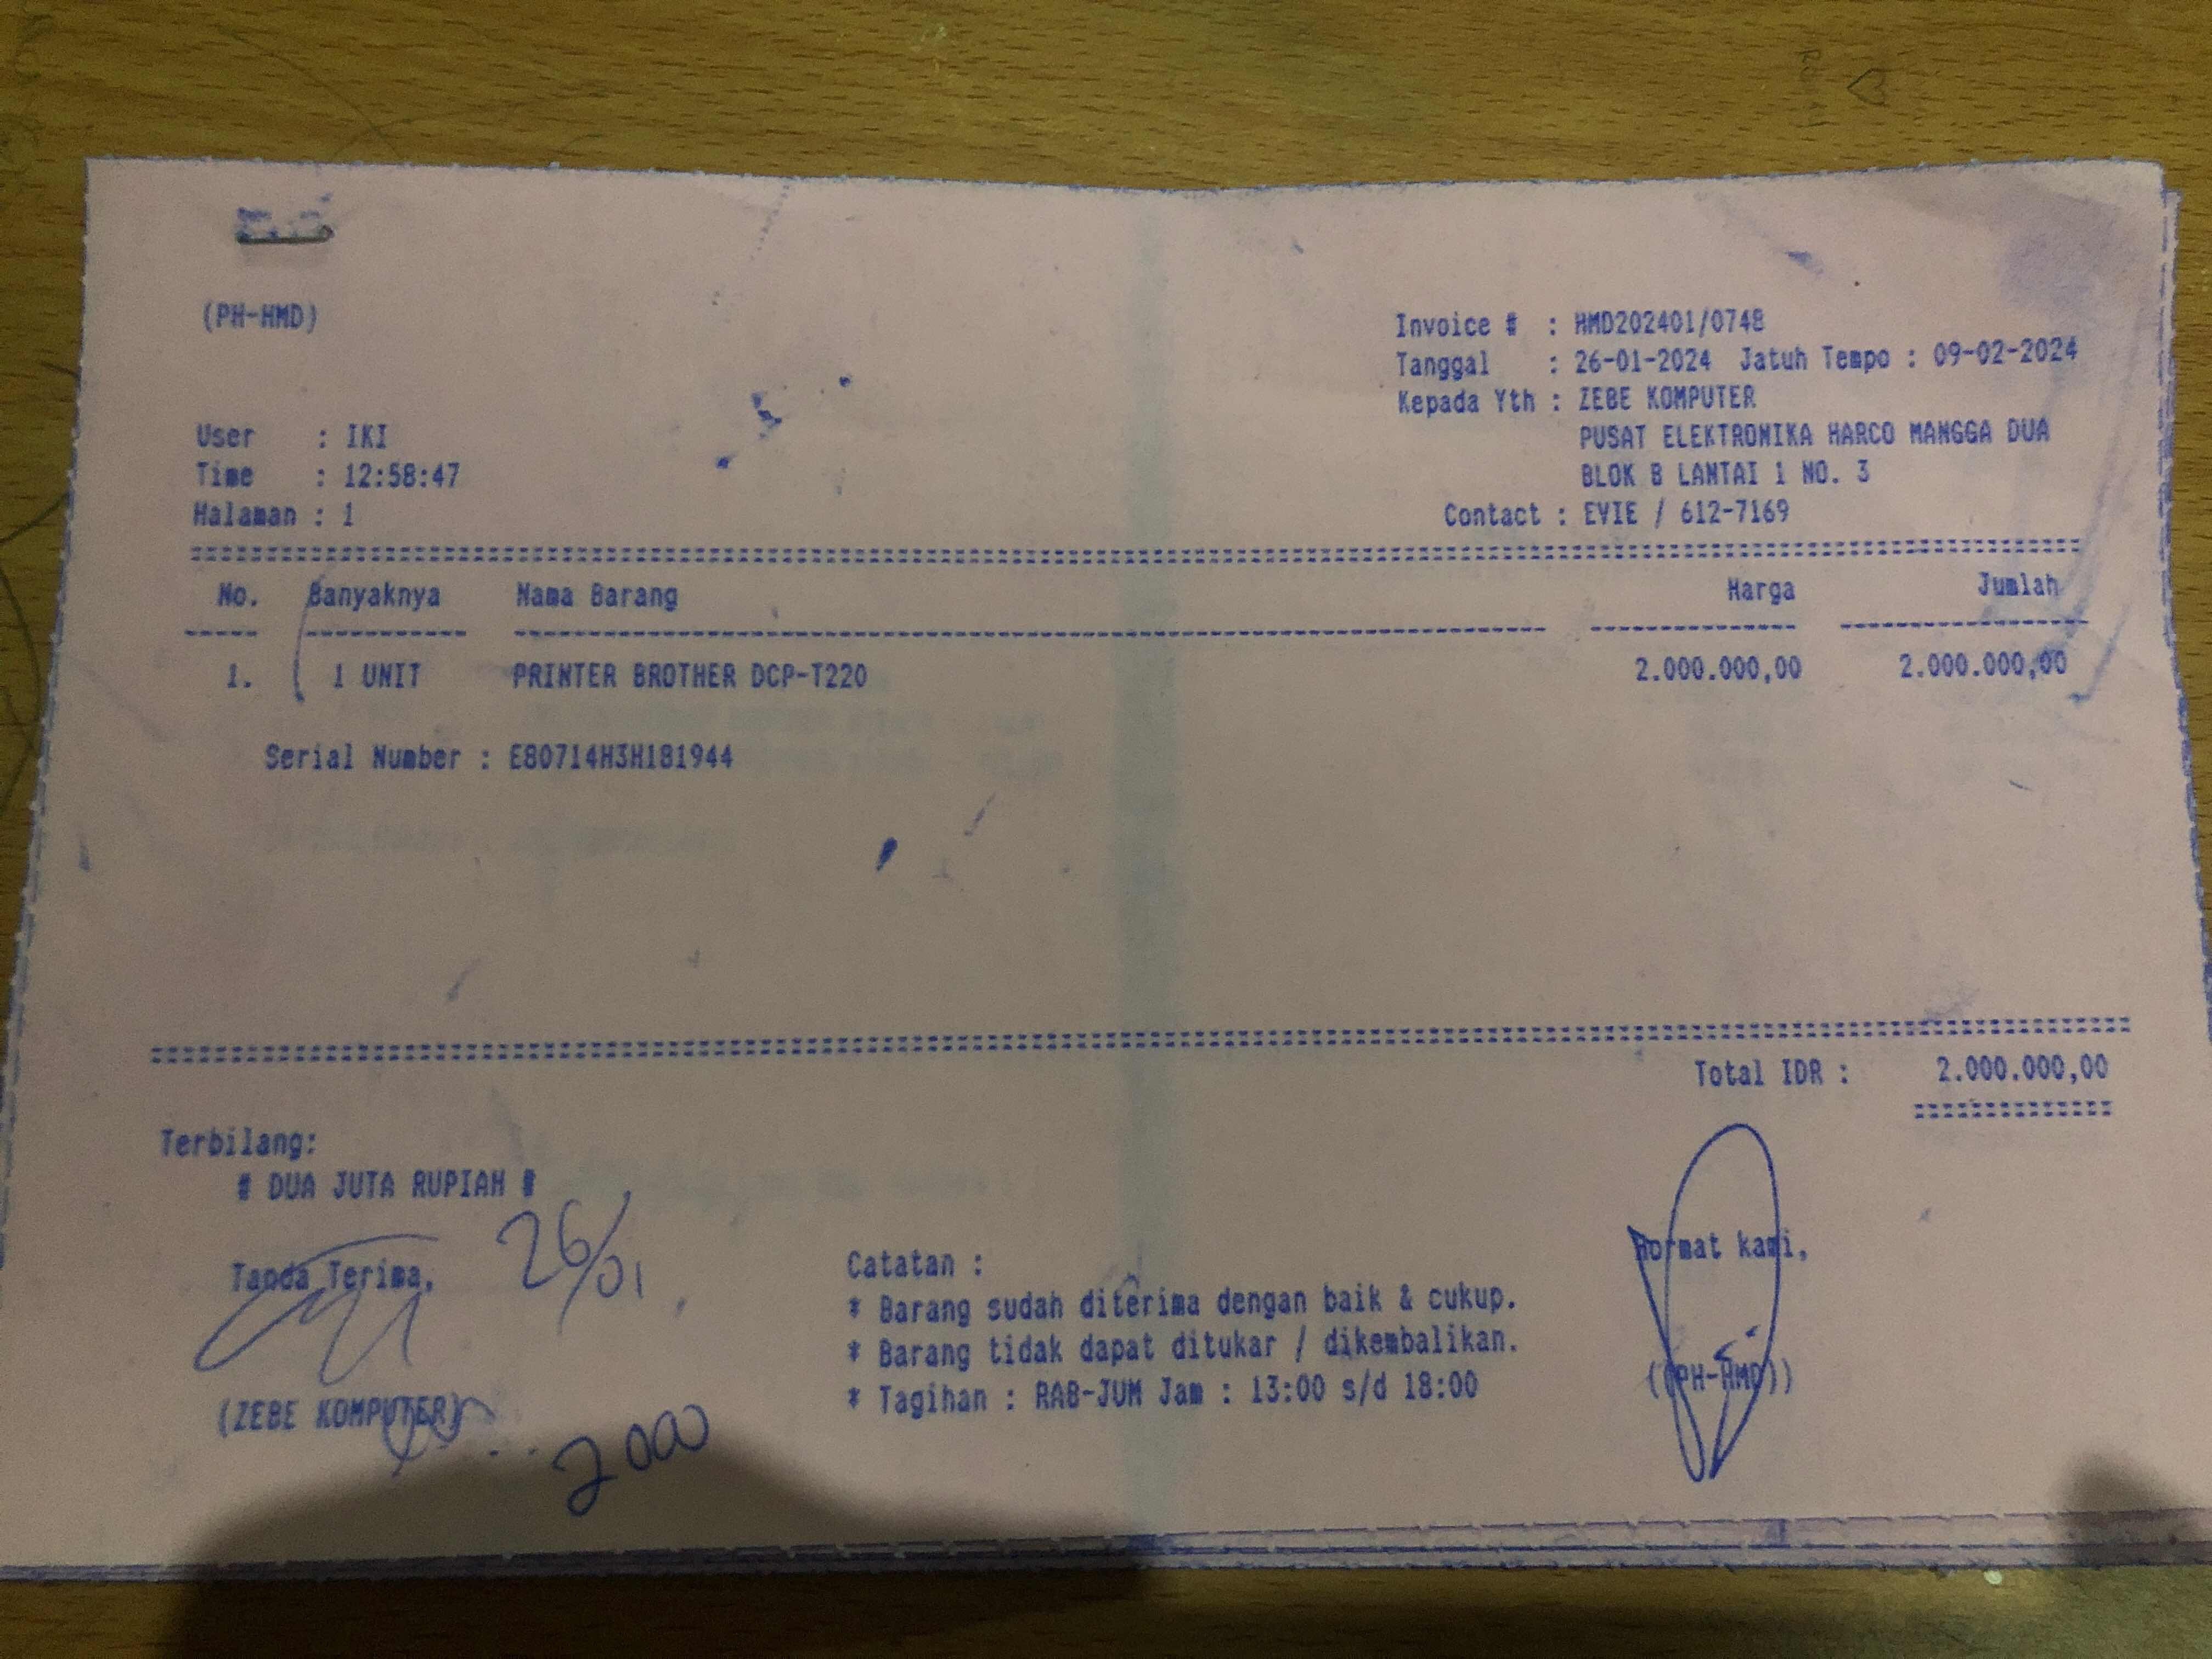 (PH-HMD)
Invoice # : HMD202401/0748
Tanggal : 26-01-2024 Jatuh Tempo : 09-02-2024
Kepada Yth : ZEBE KOMPUTER
PUSAT ELEKTRONIKA HARCO MANGGA DUA
BLOK B LANTAI 1 NO. 3
Contact : EVIE / 612-7169
User : IKI
Time : 12:58:47
Halaman : 1
No. Banyaknya Nama Barang Harga Jumlah
1. 1 UNIT PRINTER BROTHER DCP-T220 2.000.000,00 2.000.000,00
Serial Number : E80714H3H181944
Total IDR : 2.000.000,00
Terbilang:
# DUA JUTA RUPIAH #
Tanda Terima, 26/01
(ZEBE KOMPUTER)
2000
Catatan :
* Barang sudah diterima dengan baik & cukup.
* Barang tidak dapat ditukar / dikembalikan.
* Tagihan : RAB-JUM Jam : 13:00 s/d 18:00
Hormat kami,
((PH-HMD))